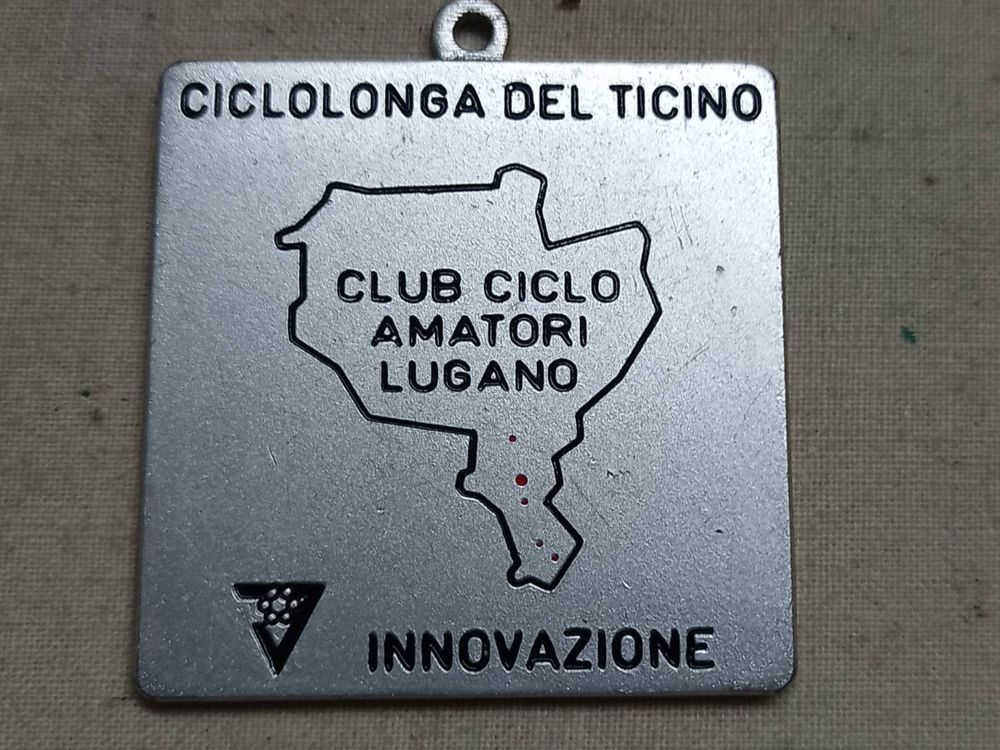 CICLOLONGA DEL TICINO
CLUB CICLO
AMATORI
LUGANO
INNOVAZIONE